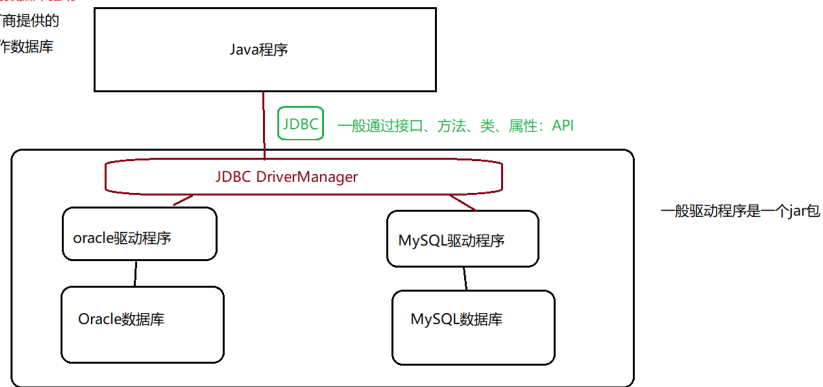 商提供的
作数据库
Java程序
JDBC
一般通过接口、方法、类、属性：API
JDBC DriverManager
一般驱动程序是一个jar包
oracle驱动程序
MySQL驱动程序
Oracle数据库
MySQL数据库